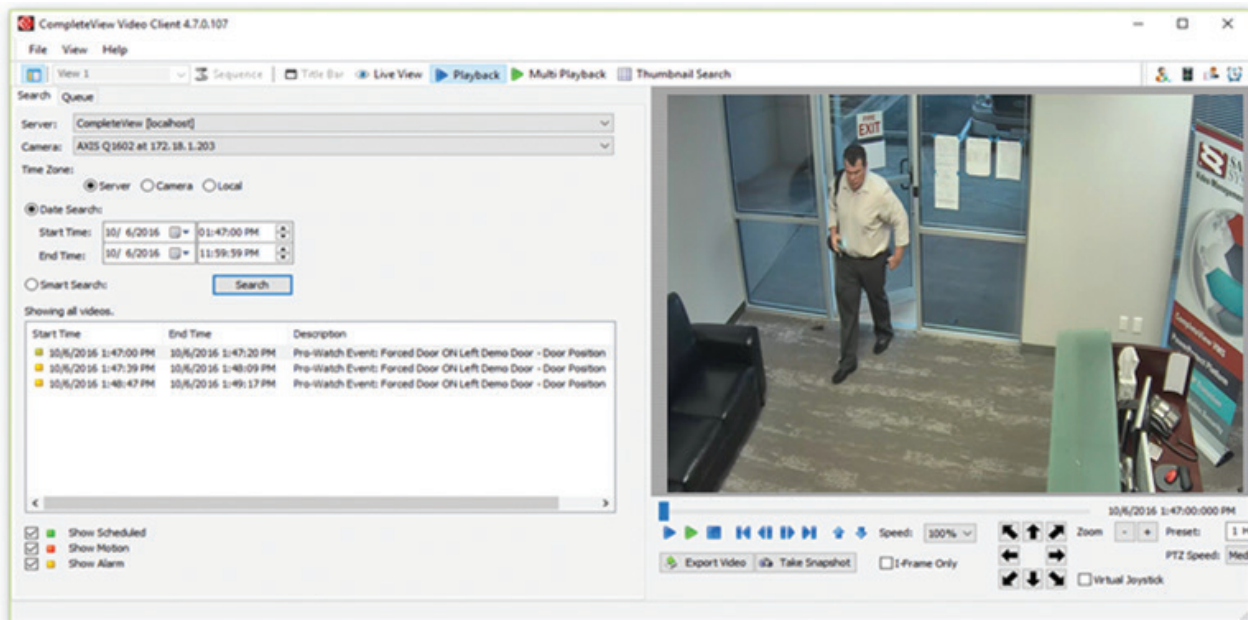 CompleteView Video Client 4.7.0.107
File View Help
View 1 Sequence Title Bar Live View Playback Multi Playback Thumbnail Search
Search Queue
Server: CompleteView [localhost]
Camera: AXIS Q1602 at 172.18.1.203
Time Zone:
Server Camera Local
Date Search:
Start Time: 10/ 6/2016 01:47:00 PM
End Time: 10/ 6/2016 11:59:59 PM
Smart Search: Search
Showing all videos.
Start Time End Time Description
10/6/2016 1:47:00 PM 10/6/2016 1:47:20 PM Pro-Watch Event: Forced Door ON Left Demo Door - Door Position
10/6/2016 1:47:39 PM 10/6/2016 1:48:09 PM Pro-Watch Event: Forced Door ON Left Demo Door - Door Position
10/6/2016 1:48:47 PM 10/6/2016 1:49:17 PM Pro-Watch Event: Forced Door ON Left Demo Door - Door Position
Show Scheduled
Show Motion
Show Alarm
EXIT
Video Management
CompleteView VMS
10/6/2016 1:47:00:000 PM
Speed: 100% Zoom - + Preset: 1
Export Video Take Snapshot I-Frame Only PTZ Speed: Med
Virtual Joystick